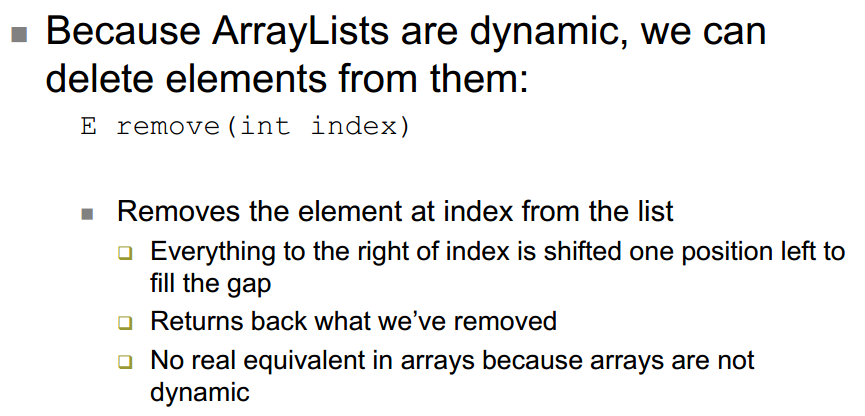 Because ArrayLists are dynamic, we can
delete elements from them:
E remove(int index)
Removes the element at index from the list
Everything to the right of index is shifted one position left to
fill the gap
Returns back what we’ve removed
No real equivalent in arrays because arrays are not
dynamic